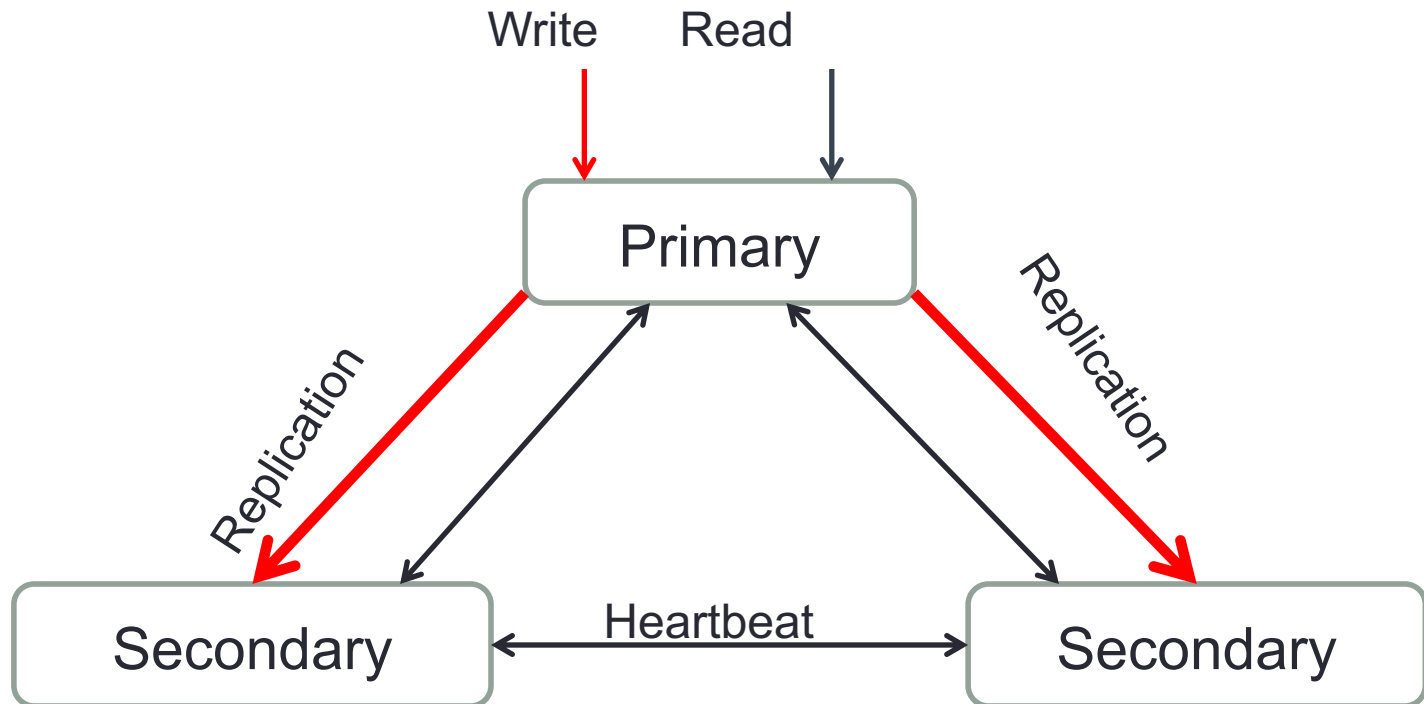 Write
Read
Primary
Replication
Replication
Heartbeat
Secondary
Secondary